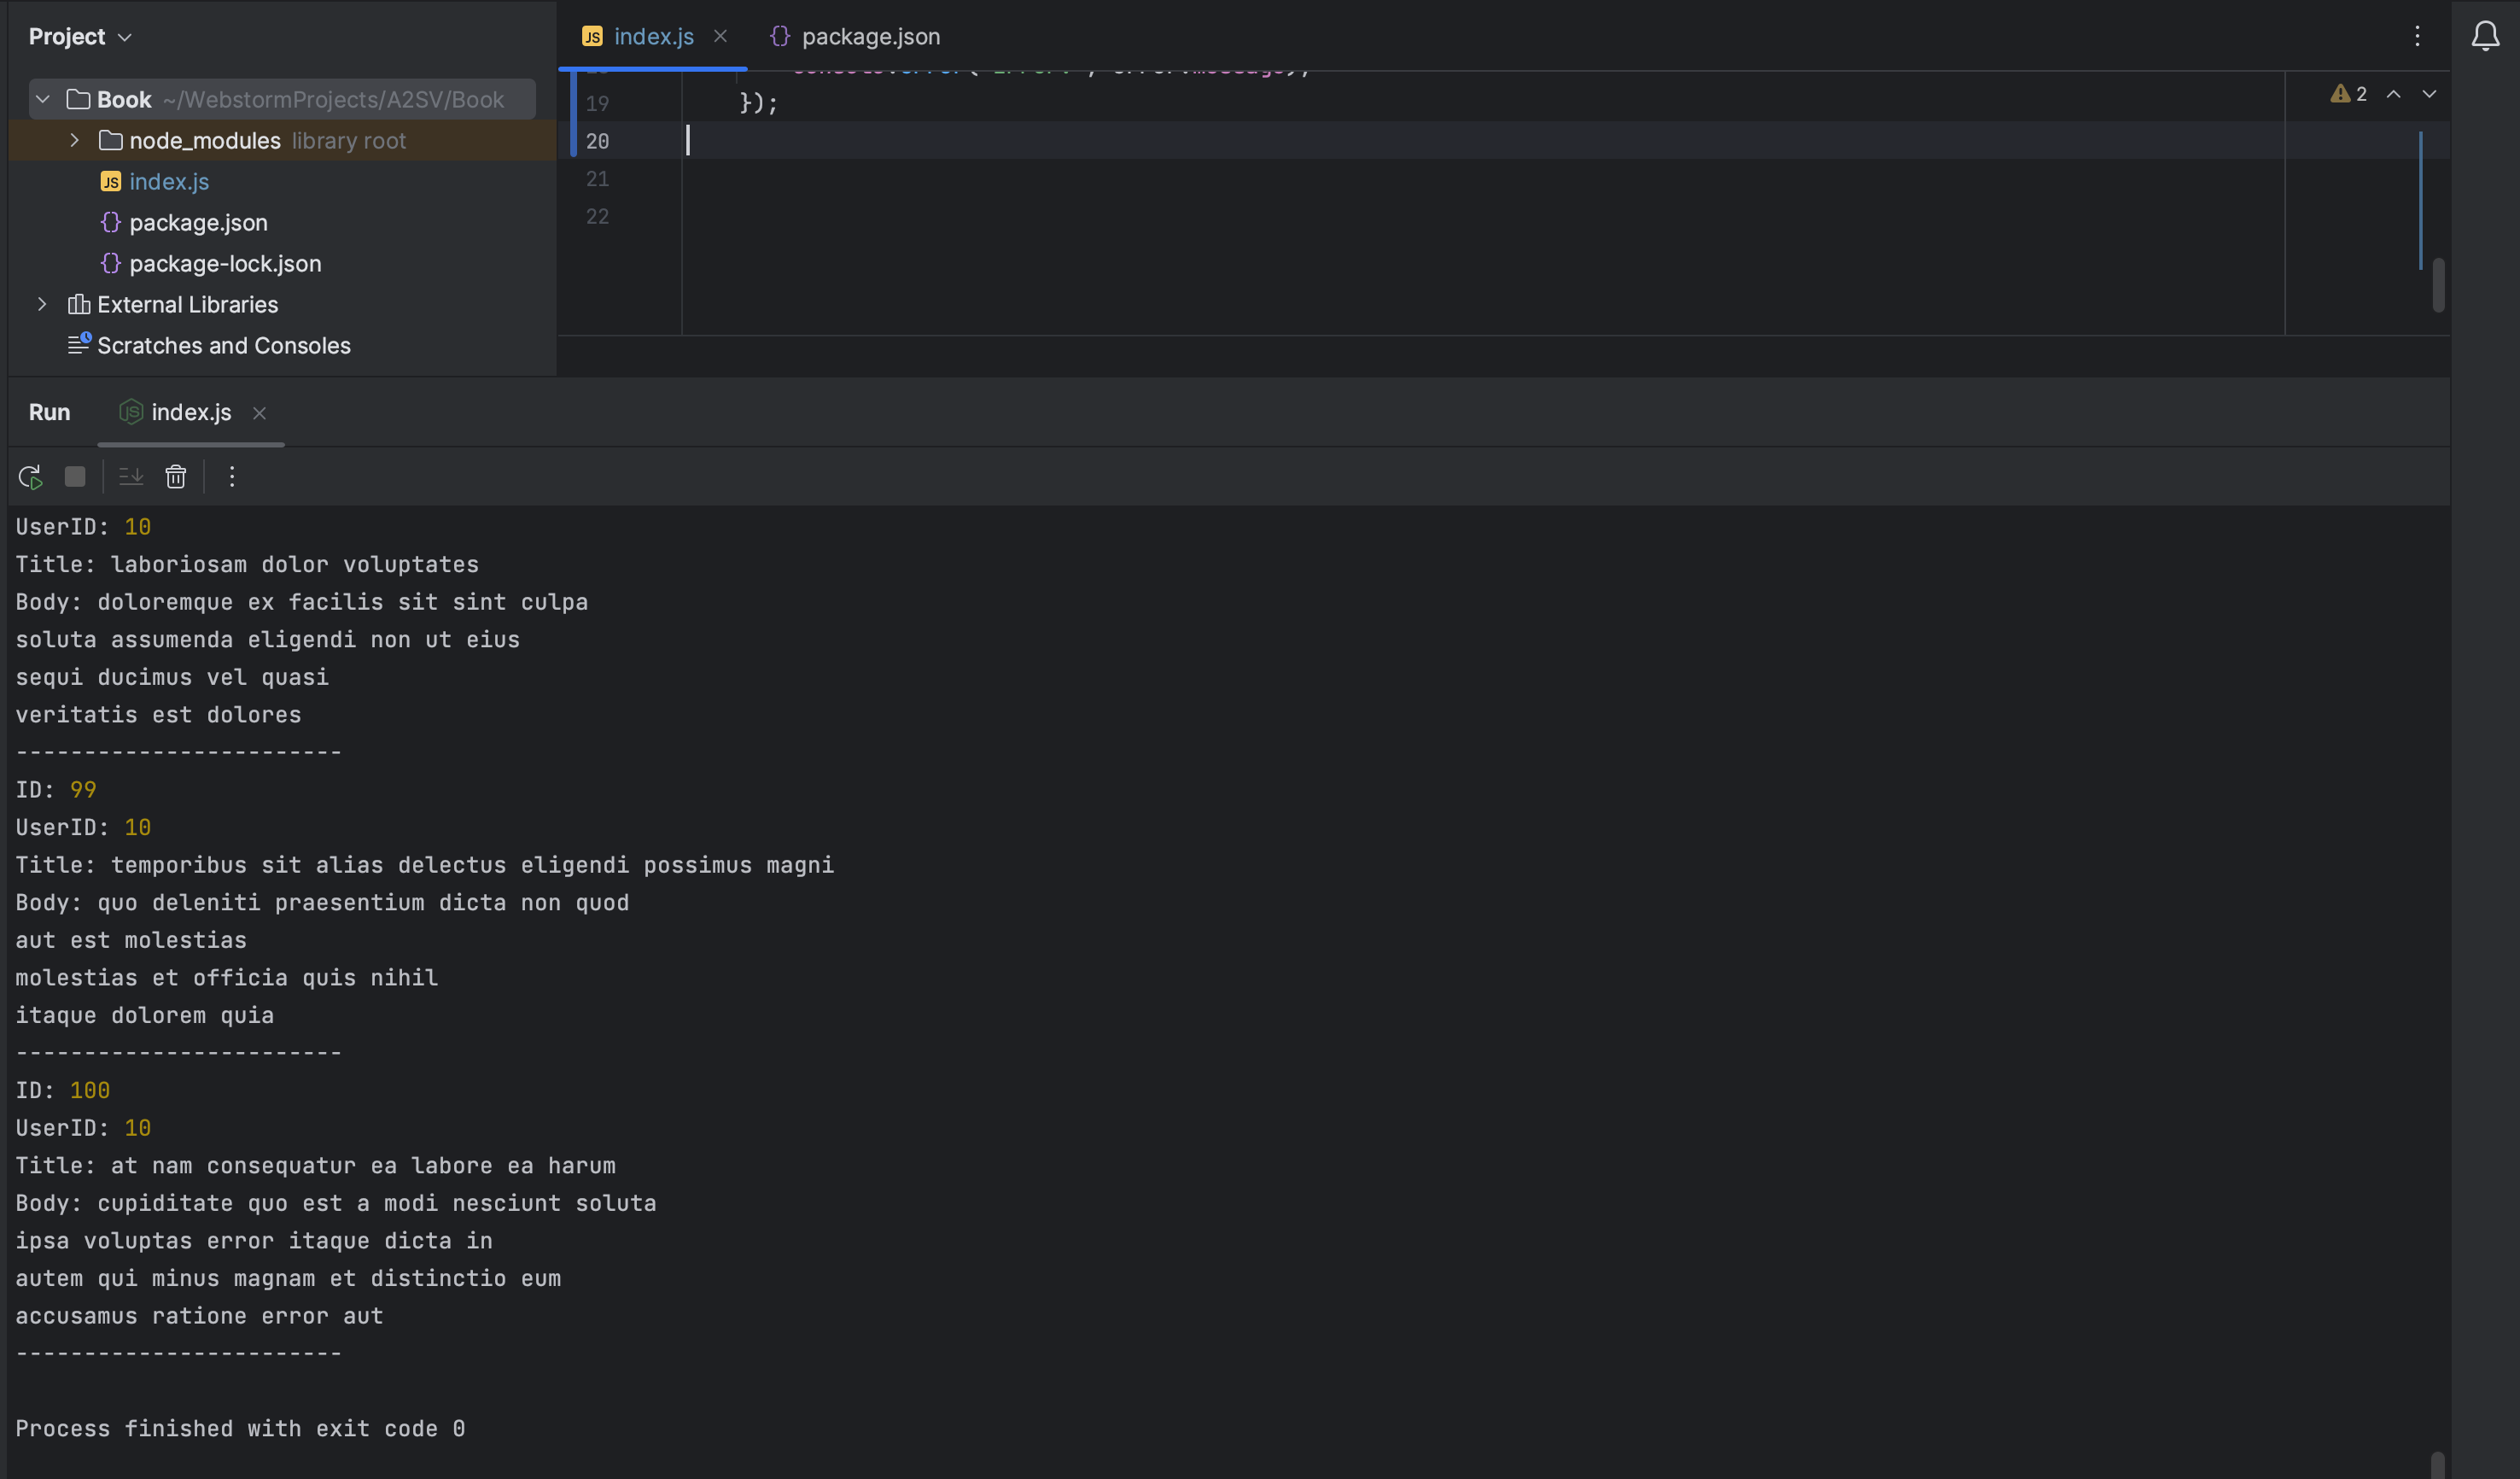 Project
index.js
package.json
Book ~/WebstormProjects/A2SV/Book
node_modules library root
index.js
package.json
package-lock.json
External Libraries
Scratches and Consoles
19 });
20
21
22
2
Run index.js
UserID: 10
Title: laboriosam dolor voluptates
Body: doloremque ex facilis sit sint culpa
soluta assumenda eligendi non ut eius
sequi ducimus vel quasi
veritatis est dolores
------------------------
ID: 99
UserID: 10
Title: temporibus sit alias delectus eligendi possimus magni
Body: quo deleniti praesentium dicta non quod
aut est molestias
molestias et officia quis nihil
itaque dolorem quia
------------------------
ID: 100
UserID: 10
Title: at nam consequatur ea labore ea harum
Body: cupiditate quo est a modi nesciunt soluta
ipsa voluptas error itaque dicta in
autem qui minus magnam et distinctio eum
accusamus ratione error aut
------------------------
Process finished with exit code 0